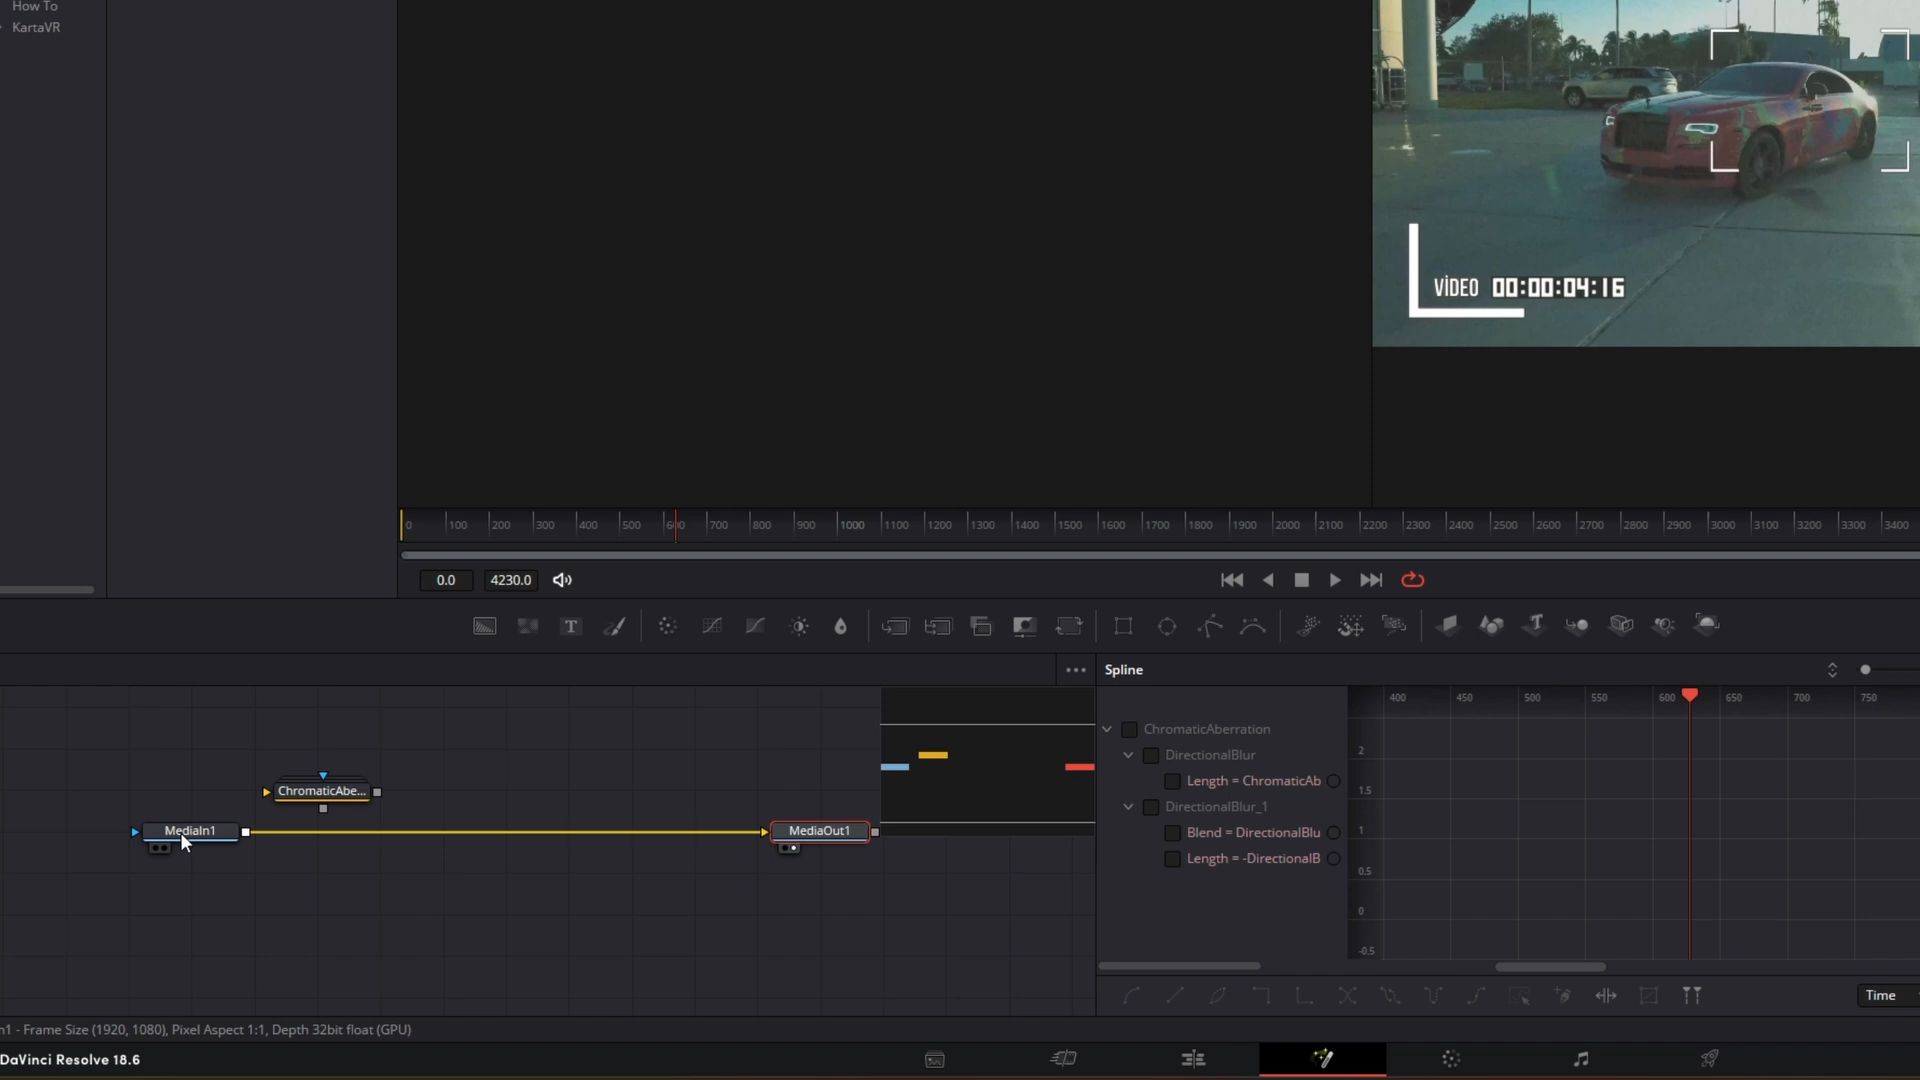 How To
KartaVR
VİDEO 00:00:04:16
0 100 200 300 400 500 600 700 800 900 1000 1100 1200 1300 1400 1500 1600 1700 1800 1900 2000 2100 2200 2300 2400 2500 2600 2700 2800 2900 3000 3100 3200 3300 3400
0.0 4230.0
T
Spline
400 450 500 550 600 650 700 750
ChromaticAberration
DirectionalBlur
Length = ChromaticAb
DirectionalBlur_1
Blend = DirectionalBlu
Length = -DirectionalB
2
1.5
1
0.5
0
-0.5
ChromaticAbe...
MediaIn1
MediaOut1
Time
n1 - Frame Size (1920, 1080), Pixel Aspect 1:1, Depth 32bit float (GPU)
DaVinci Resolve 18.6